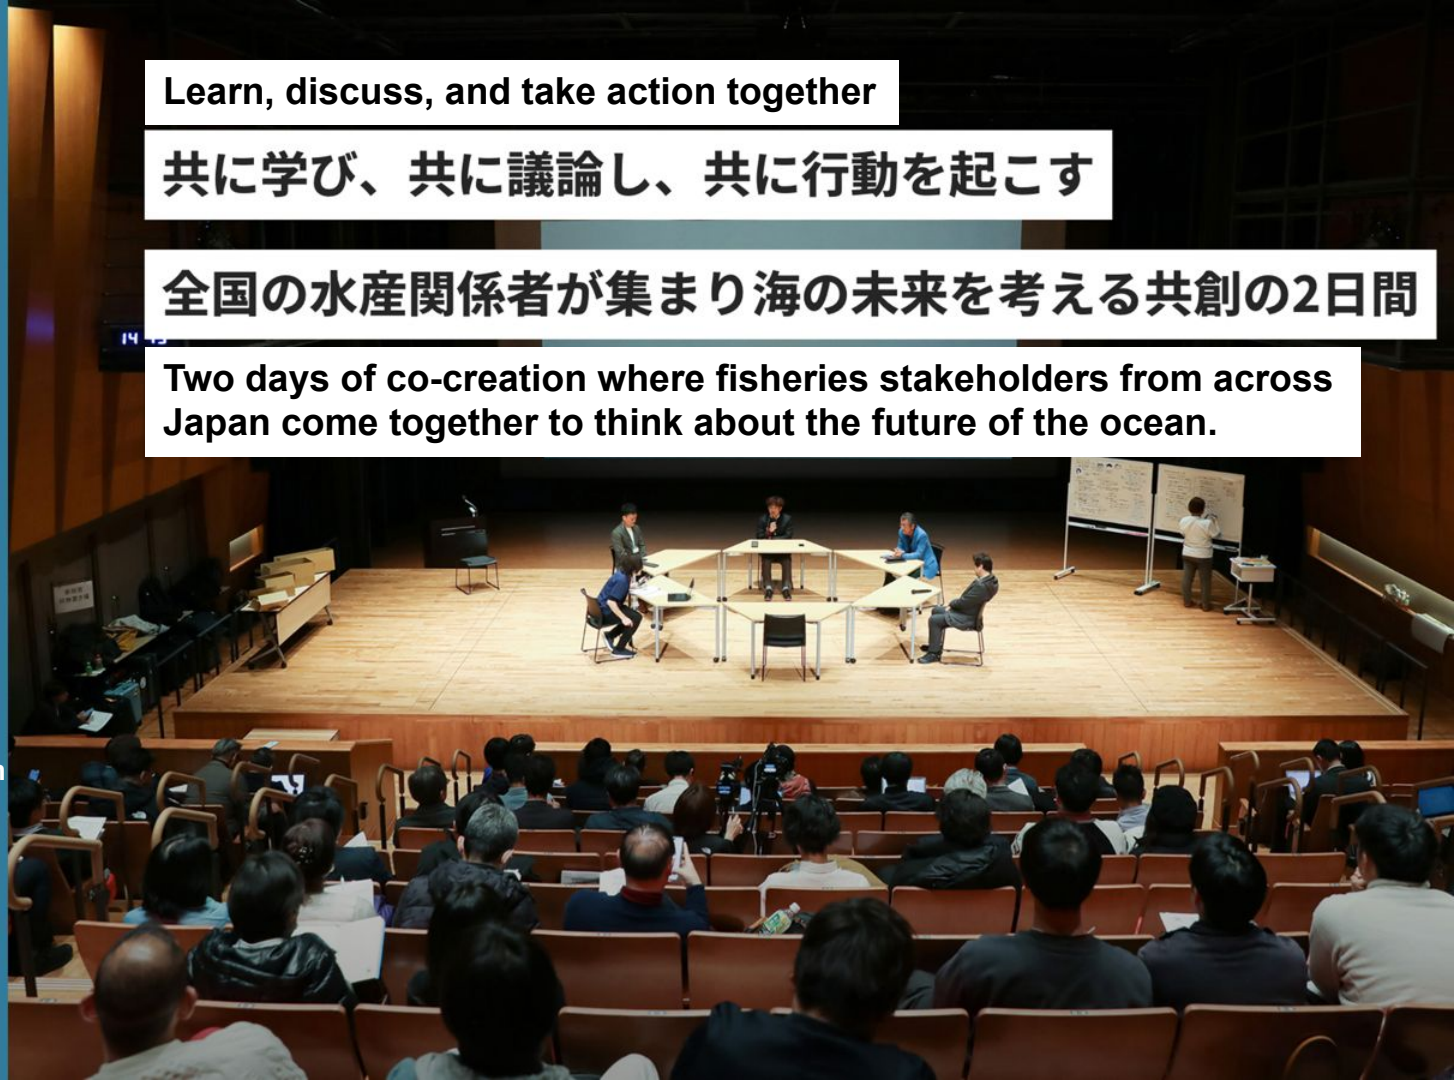 Learn, discuss, and take action together
共に学び、共に議論し、共に行動を起こす
全国の水産関係者が集まり海の未来を考える共創の2日間
Two days of co-creation where fisheries stakeholders from across
Japan come together to think about the future of the ocean.